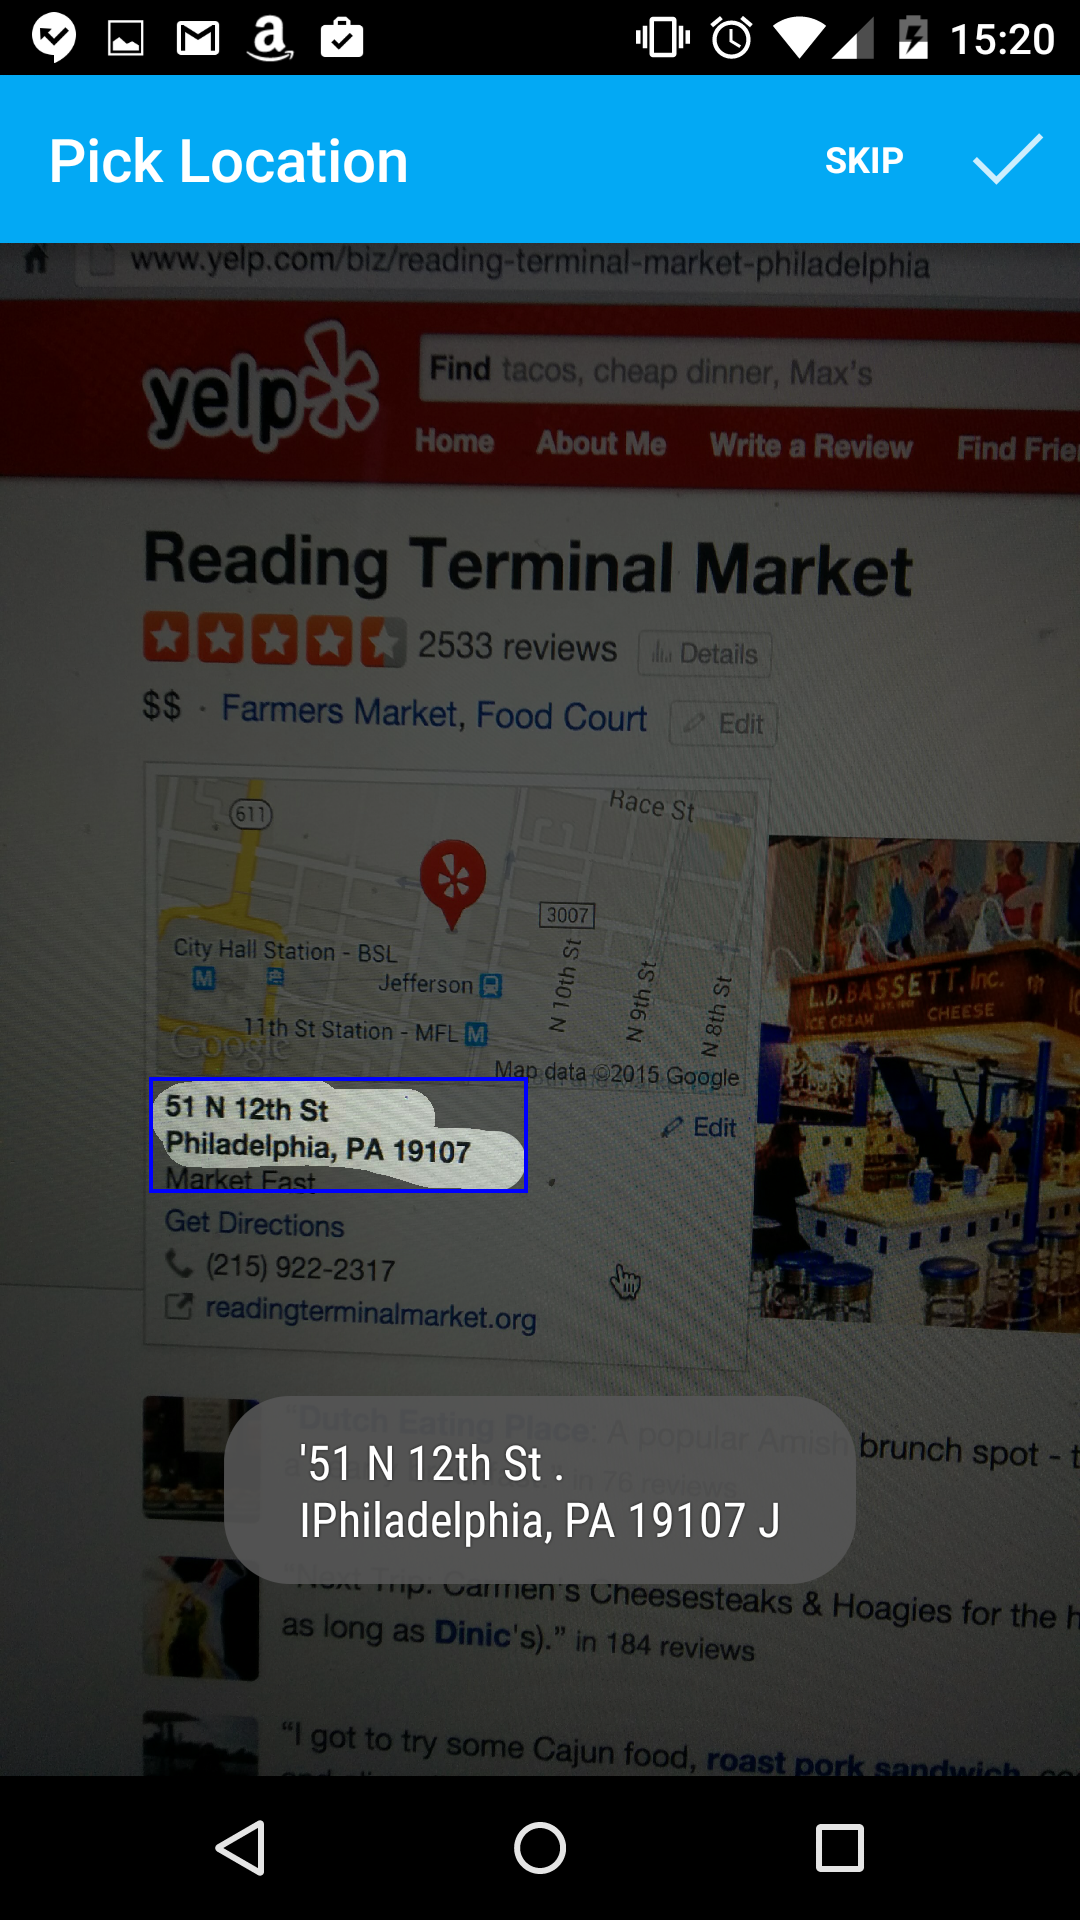 15:20
Pick Location SKIP
www.yelp.com/biz/reading-terminal-market-philadelphia
yelp
Find tacos, cheap dinner, Max's
Home About Me Write a Review Find Frie
Reading Terminal Market
2533 reviews Details
$$ · Farmers Market, Food Court Edit
Race St
611
3007
City Hall Station - BSL
M
Jefferson
N 10th St
N 9th St
N 8th St
11th St Station - MFL M
Google
Map data ©2015 Google
L.D. BASSETT, Inc.
ICE CREAM CHEESE
51 N 12th St
Edit
Philadelphia, PA 19107
Market East
Get Directions
(215) 922-2317
readingterminalmarket.org
"Dutch Eating Place: A popular Amish brunch spot - t
in 76 reviews
'51 N 12th St .
IPhiladelphia, PA 19107 J
"Next Trip: Carmen's Cheesesteaks & Hoagies for the h
as long as Dinic's)." in 184 reviews
"I got to try some Cajun food, roast pork sandwich,